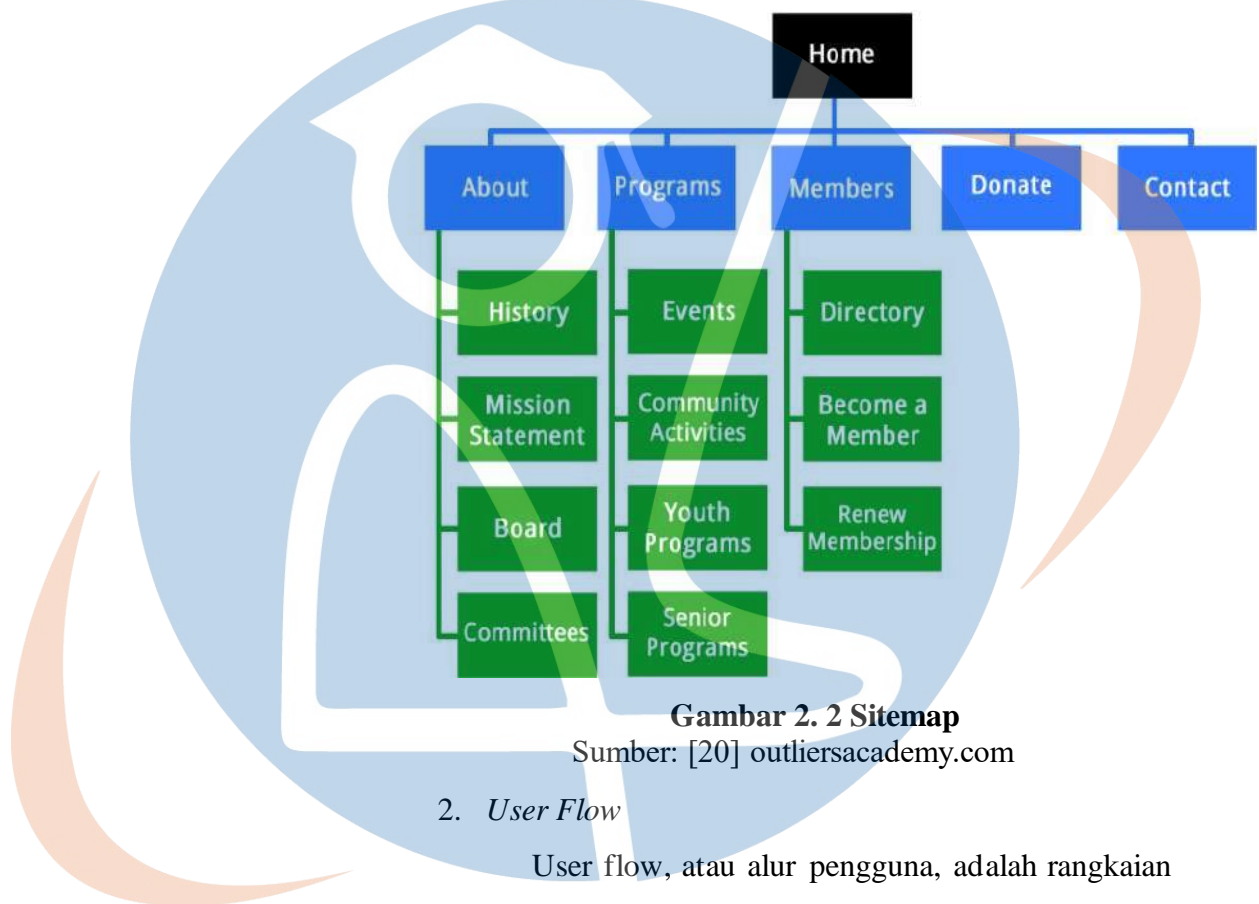 Home
About
Programs
Members
Donate
Contact
History
Mission
Statement
Board
Committees
Events
Community
Activities
Youth
Programs
Senior
Programs
Directory
Become a
Member
Renew
Membership
Gambar 2. 2 Sitemap
Sumber: [20] outliersacademy.com
2. User Flow
User flow, atau alur pengguna, adalah rangkaian